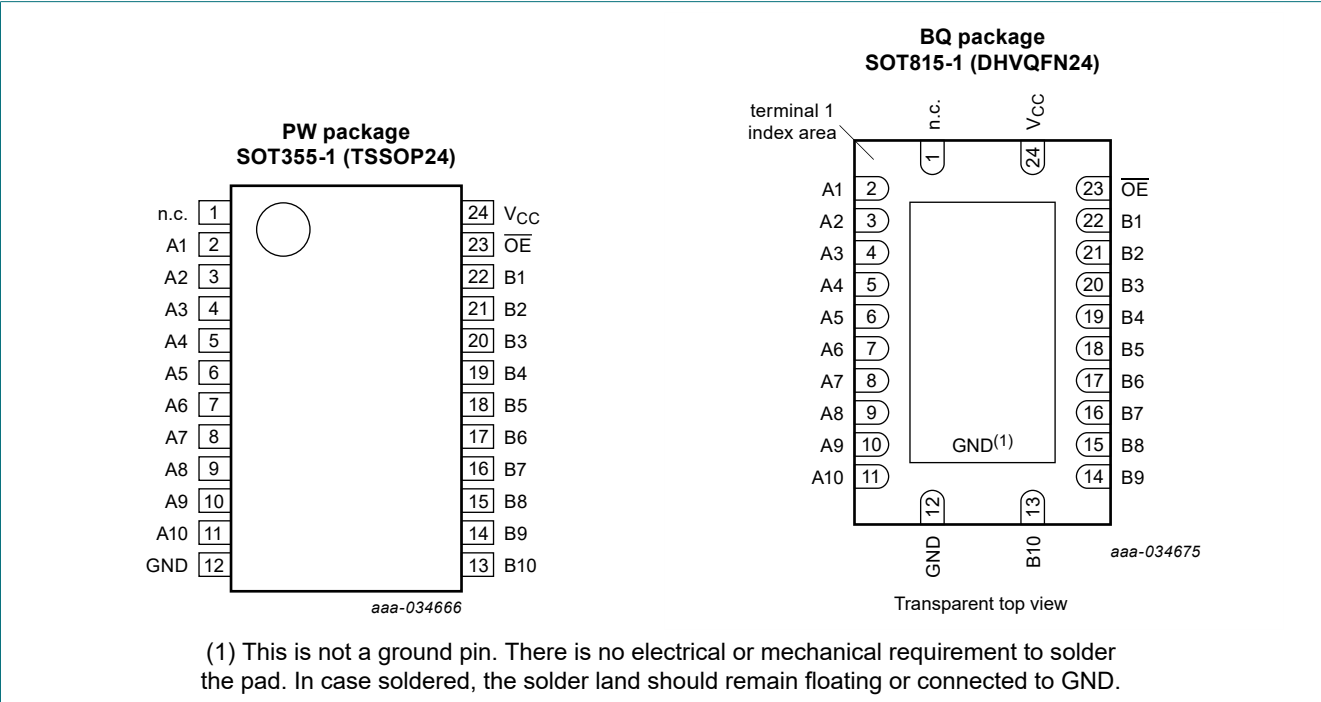 PW package
SOT355-1 (TSSOP24)
n.c. 1
24 VCC
A1 2
23 OE
A2 3
22 B1
A3 4
21 B2
A4 5
20 B3
A5 6
19 B4
A6 7
18 B5
A7 8
17 B6
A8 9
16 B7
A9 10
15 B8
A10 11
14 B9
GND 12
13 B10
aaa-034666
BQ package
SOT815-1 (DHVQFN24)
terminal 1
index area
n.c.
1
VCC
24
A1 2
23 OE
A2 3
22 B1
A3 4
21 B2
A4 5
20 B3
A5 6
19 B4
A6 7
18 B5
A7 8
17 B6
A8 9
16 B7
A9 10
GND(1)
15 B8
A10 11
14 B9
12
GND
13
B10
aaa-034675
Transparent top view
(1) This is not a ground pin. There is no electrical or mechanical requirement to solder
the pad. In case soldered, the solder land should remain floating or connected to GND.